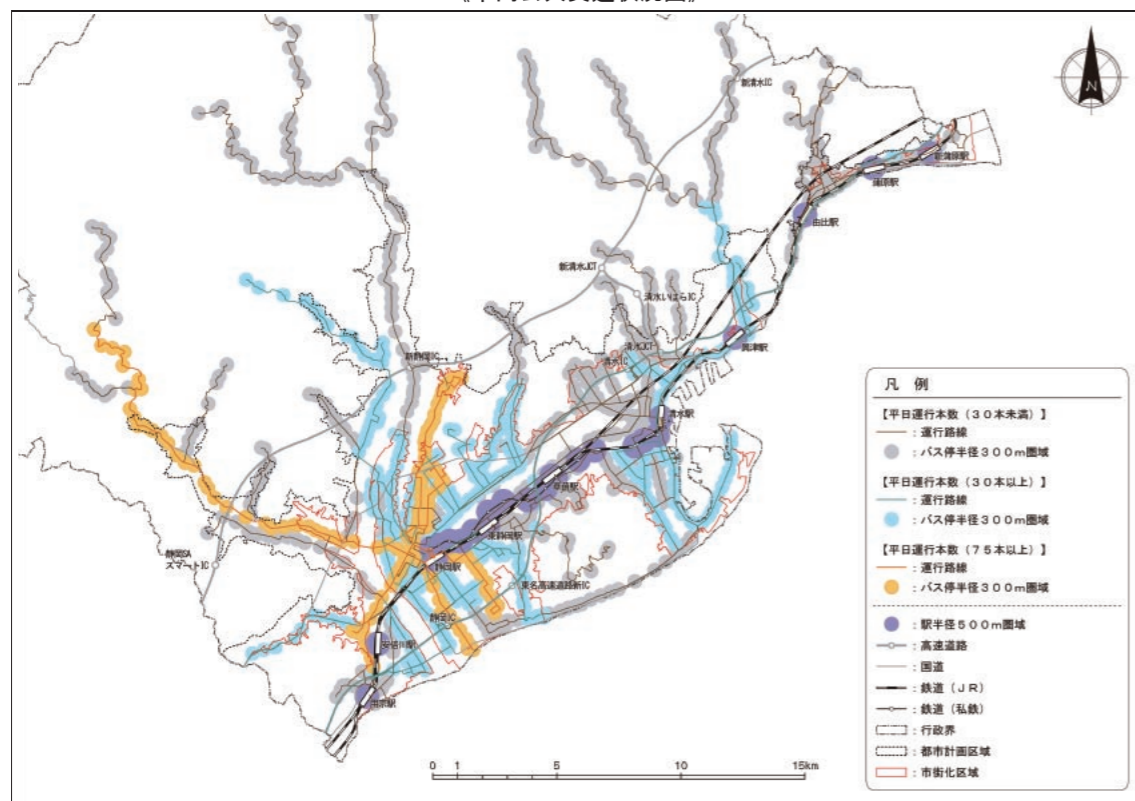 新清水IC
新蒲原駅
蒲原駅
由比駅
新清水JCT
清水いはらIC
清水JCT
清水IC
興津駅
新静岡IC
清水駅
草薙駅
東静岡駅
静岡SA
スマートIC
静岡駅
東名高速道路新IC
静岡IC
安倍川駅
用宗駅
N
凡 例
【平日運行本数（３０本未満）】
：運行路線
：バス停半径３００ｍ圏域
【平日運行本数（３０本以上）】
：運行路線
：バス停半径３００ｍ圏域
【平日運行本数（７５本以上）】
：運行路線
：バス停半径３００ｍ圏域
：駅半径５００ｍ圏域
：高速道路
：国道
：鉄道（ＪＲ）
：鉄道（私鉄）
：行政界
：都市計画区域
：市街化区域
0 1 5 10 15km